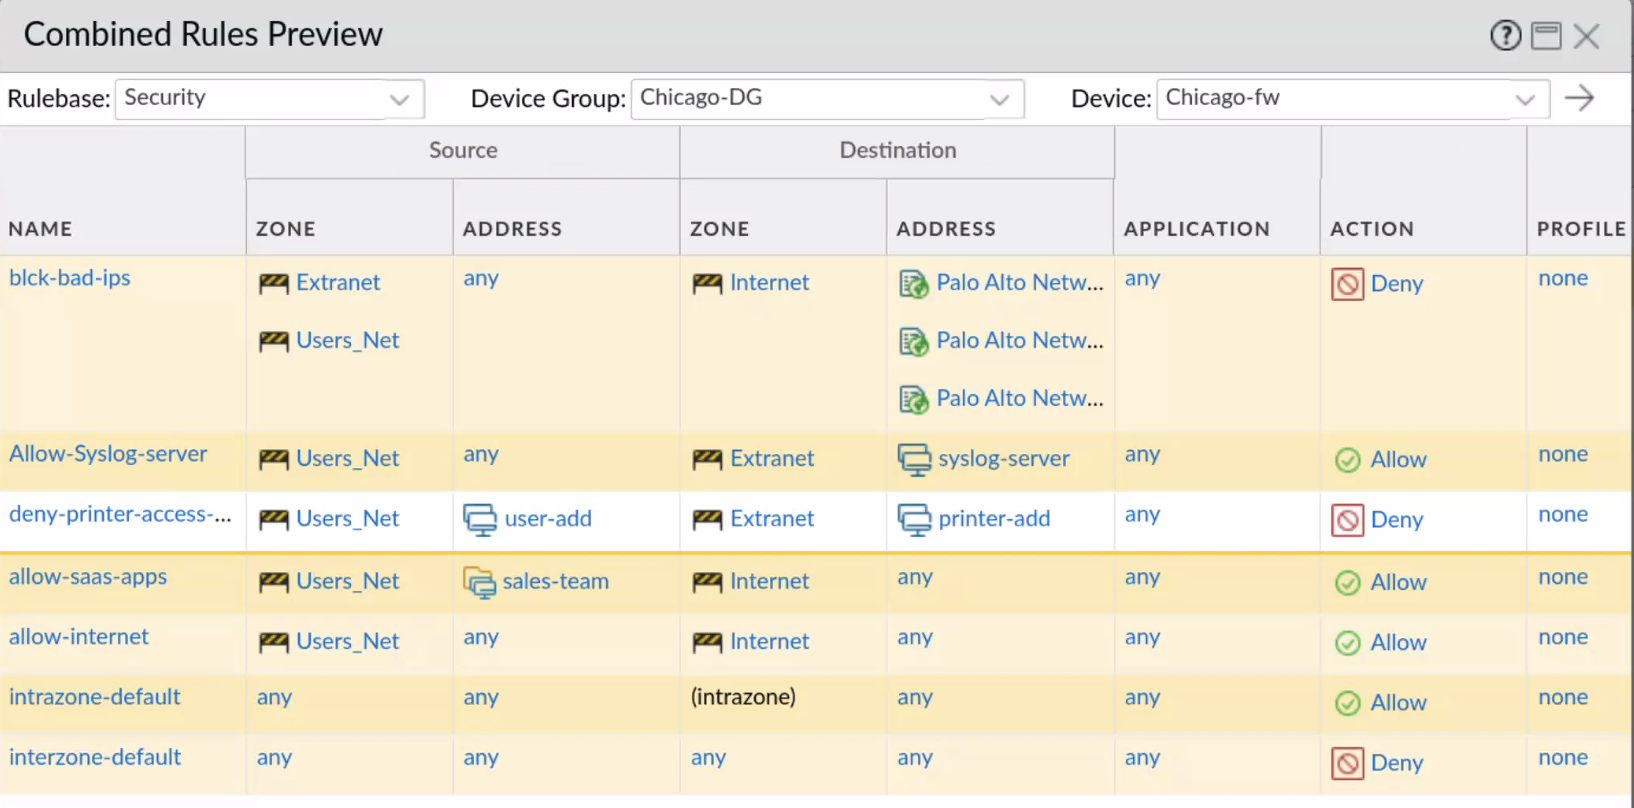 Combined Rules Preview
Rulebase: Security Device Group: Chicago-DG Device: Chicago-fw
Source Destination
NAME ZONE ADDRESS ZONE ADDRESS APPLICATION ACTION PROFILE
blck-bad-ips Extranet any Internet Palo Alto Netw... any Deny none
Users_Net Palo Alto Netw...
Palo Alto Netw...
Allow-Syslog-server Users_Net any Extranet syslog-server any Allow none
deny-printer-access-... Users_Net user-add Extranet printer-add any Deny none
allow-saas-apps Users_Net sales-team Internet any any Allow none
allow-internet Users_Net any Internet any any Allow none
intrazone-default any any (intrazone) any any Allow none
interzone-default any any any any any Deny none